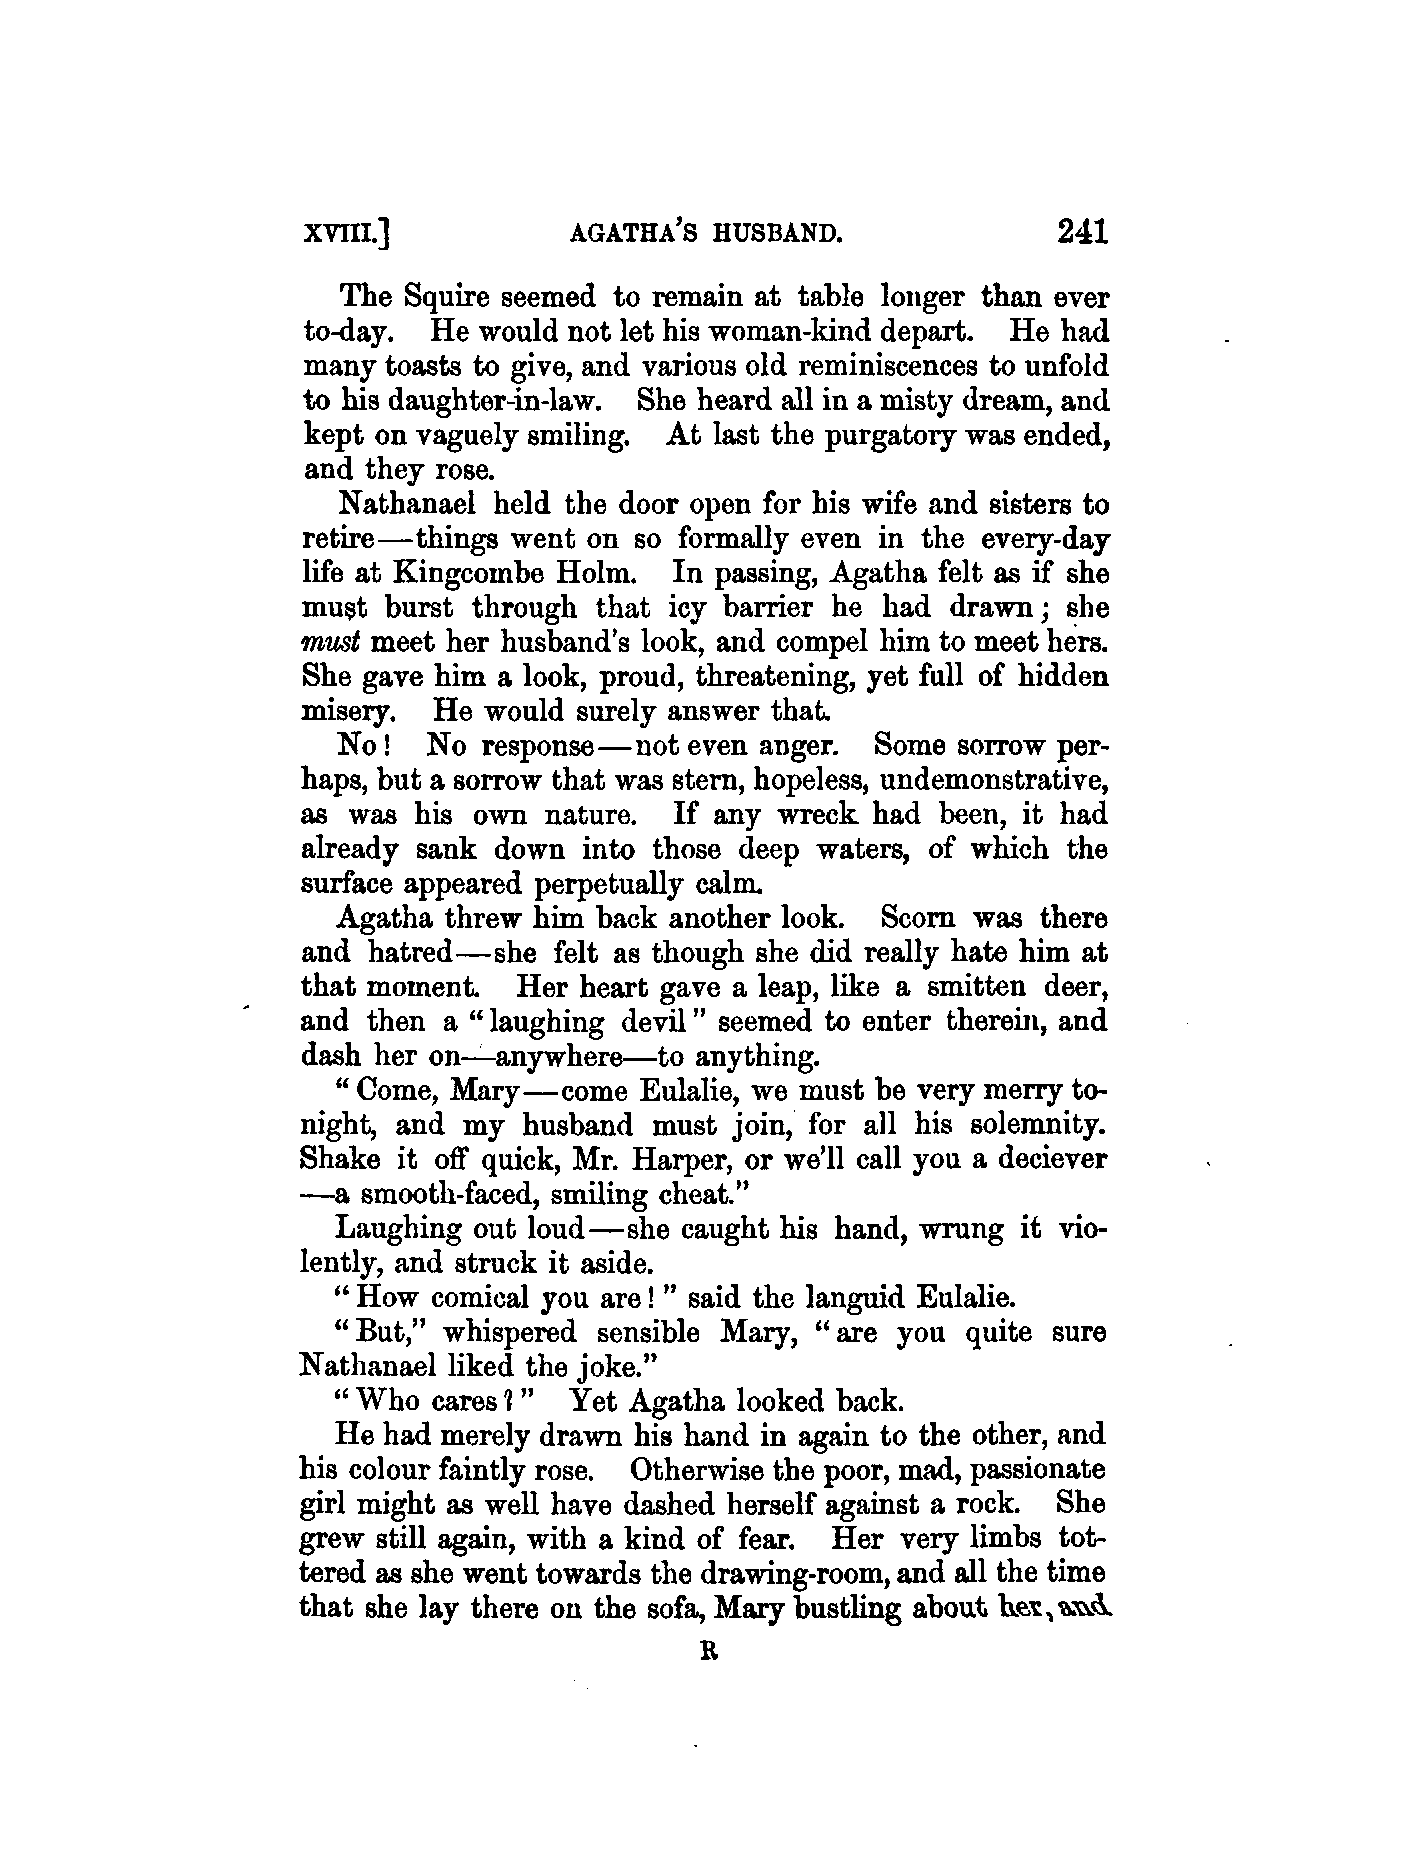 XVIII.] AGATHA'S HUSBAND. 241
The Squire seemed to remain at table longer than ever
to-day. He would not let his woman-kind depart. He had
many toasts to give, and various old reminiscences to unfold
to his daughter-in-law. She heard all in a misty dream, and
kept on vaguely smiling. At last the purgatory was ended,
and they rose.
Nathanael held the door open for his wife and sisters to
retire—things went on so formally even in the every-day
life at Kingcombe Holm. In passing, Agatha felt as if she
must burst through that icy barrier he had drawn; she
must meet her husband's look, and compel him to meet hers.
She gave him a look, proud, threatening, yet full of hidden
misery. He would surely answer that.
No! No response—not even anger. Some sorrow per-
haps, but a sorrow that was stern, hopeless, undemonstrative,
as was his own nature. If any wreck had been, it had
already sank down into those deep waters, of which the
surface appeared perpetually calm.
Agatha threw him back another look. Scorn was there
and hatred—she felt as though she did really hate him at
that moment. Her heart gave a leap, like a smitten deer,
and then a "laughing devil" seemed to enter therein, and
dash her on—anywhere—to anything.
"Come, Mary—come Eulalie, we must be very merry to-
night, and my husband must join, for all his solemnity.
Shake it off quick, Mr. Harper, or we'll call you a deciever
—a smooth-faced, smiling cheat."
Laughing out loud—she caught his hand, wrung it vio-
lently, and struck it aside.
"How comical you are!" said the languid Eulalie.
"But," whispered sensible Mary, "are you quite sure
Nathanael liked the joke."
"Who cares?" Yet Agatha looked back.
He had merely drawn his hand in again to the other, and
his colour faintly rose. Otherwise the poor, mad, passionate
girl might as well have dashed herself against a rock. She
grew still again, with a kind of fear. Her very limbs tot-
tered as she went towards the drawing-room, and all the time
that she lay there on the sofa, Mary bustling about her, and
R